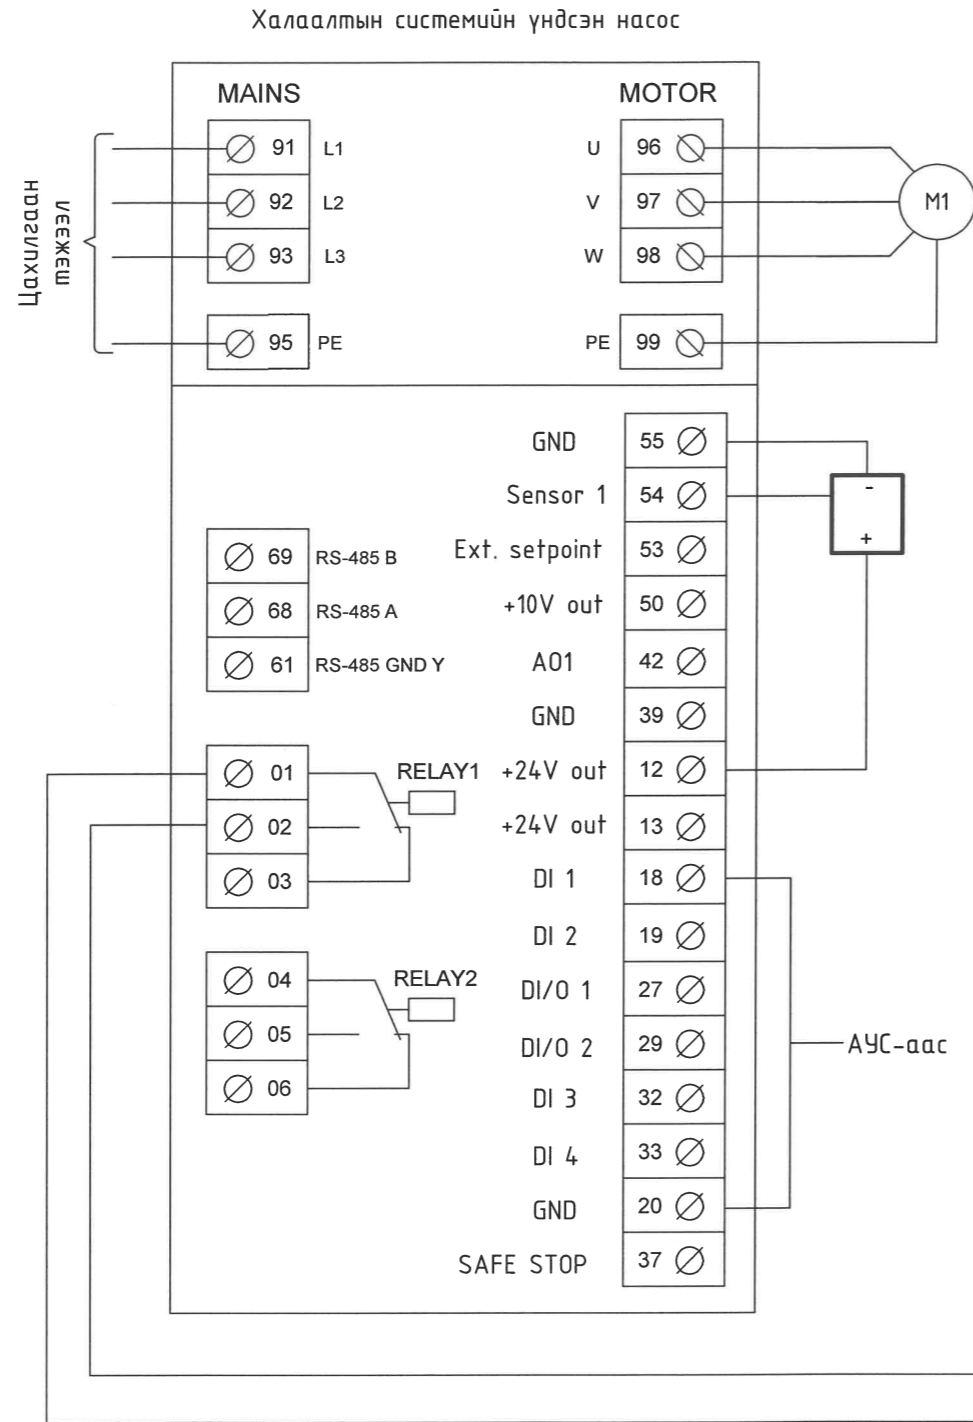 Халаалтын системийн үндсэн насос
MAINS
MOTOR
Цахилгаан
тэжээл
91 L1
92 L2
93 L3
95 PE
U 96
V 97
W 98
PE 99
M1
GND 55
Sensor 1 54
Ext. setpoint 53
+10V out 50
AO1 42
GND 39
+24V out 12
+24V out 13
DI 1 18
DI 2 19
DI/O 1 27
DI/O 2 29
DI 3 32
DI 4 33
GND 20
SAFE STOP 37
-
+
АУС-аас
69 RS-485 B
68 RS-485 A
61 RS-485 GND Y
01
02
03
RELAY1
04
05
06
RELAY2